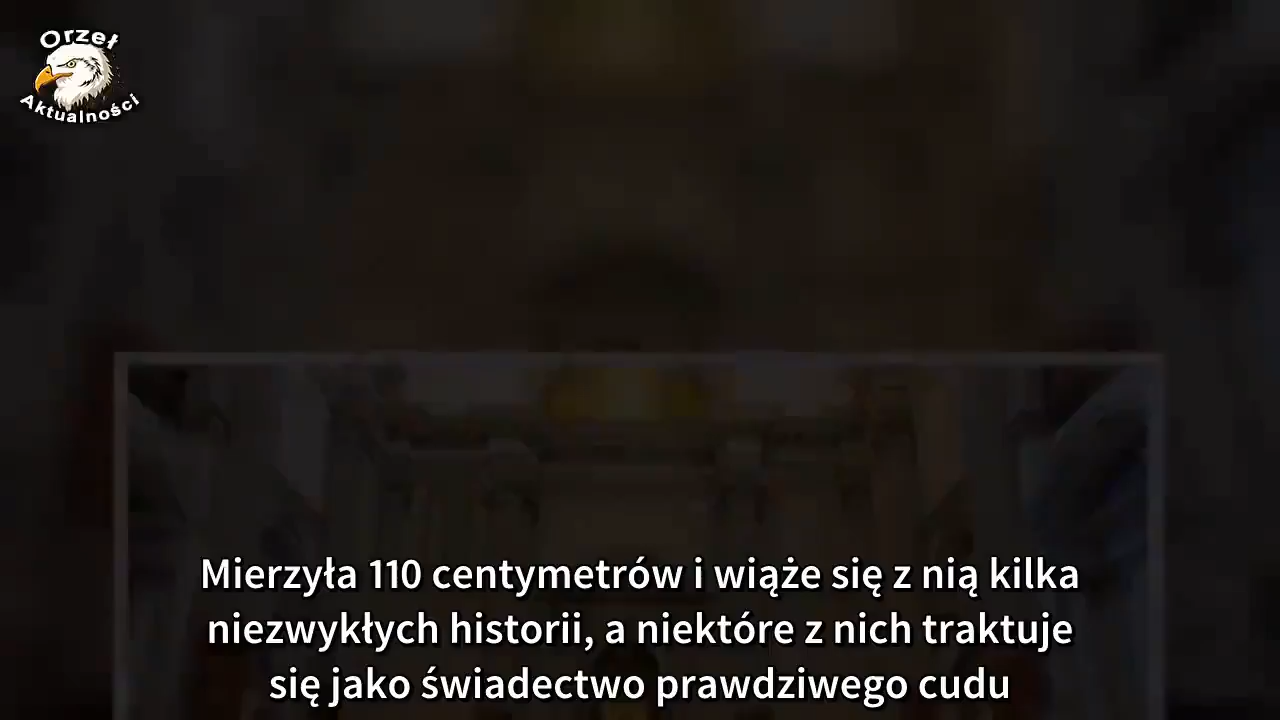 Orzeł
Aktualności
Mierzyła 110 centymetrów i wiąże się z nią kilka
niezwykłych historii, a niektóre z nich traktuje
się jako świadectwo prawdziwego cudu